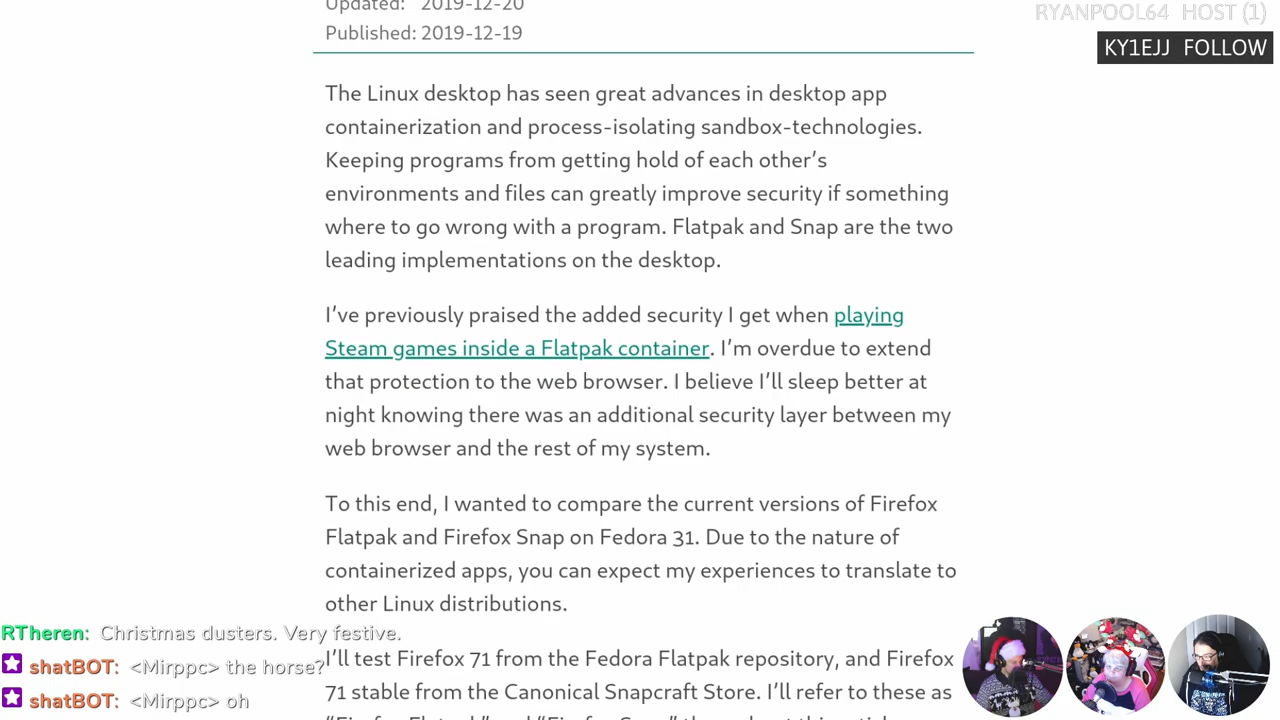 Updated: 2019-12-20
Published: 2019-12-19
RYANPOOL64 HOST (1)
KY1EJJ FOLLOW
The Linux desktop has seen great advances in desktop app
containerization and process-isolating sandbox-technologies.
Keeping programs from getting hold of each other’s
environments and files can greatly improve security if something
where to go wrong with a program. Flatpak and Snap are the two
leading implementations on the desktop.
I’ve previously praised the added security I get when playing
Steam games inside a Flatpak container. I’m overdue to extend
that protection to the web browser. I believe I’ll sleep better at
night knowing there was an additional security layer between my
web browser and the rest of my system.
To this end, I wanted to compare the current versions of Firefox
Flatpak and Firefox Snap on Fedora 31. Due to the nature of
containerized apps, you can expect my experiences to translate to
other Linux distributions.
I’ll test Firefox 71 from the Fedora Flatpak repository, and Firefox
71 stable from the Canonical Snapcraft Store. I’ll refer to these as
RTheren: Christmas dusters. Very festive.
shatBOT: <Mirppc> the horse?
shatBOT: <Mirppc> oh